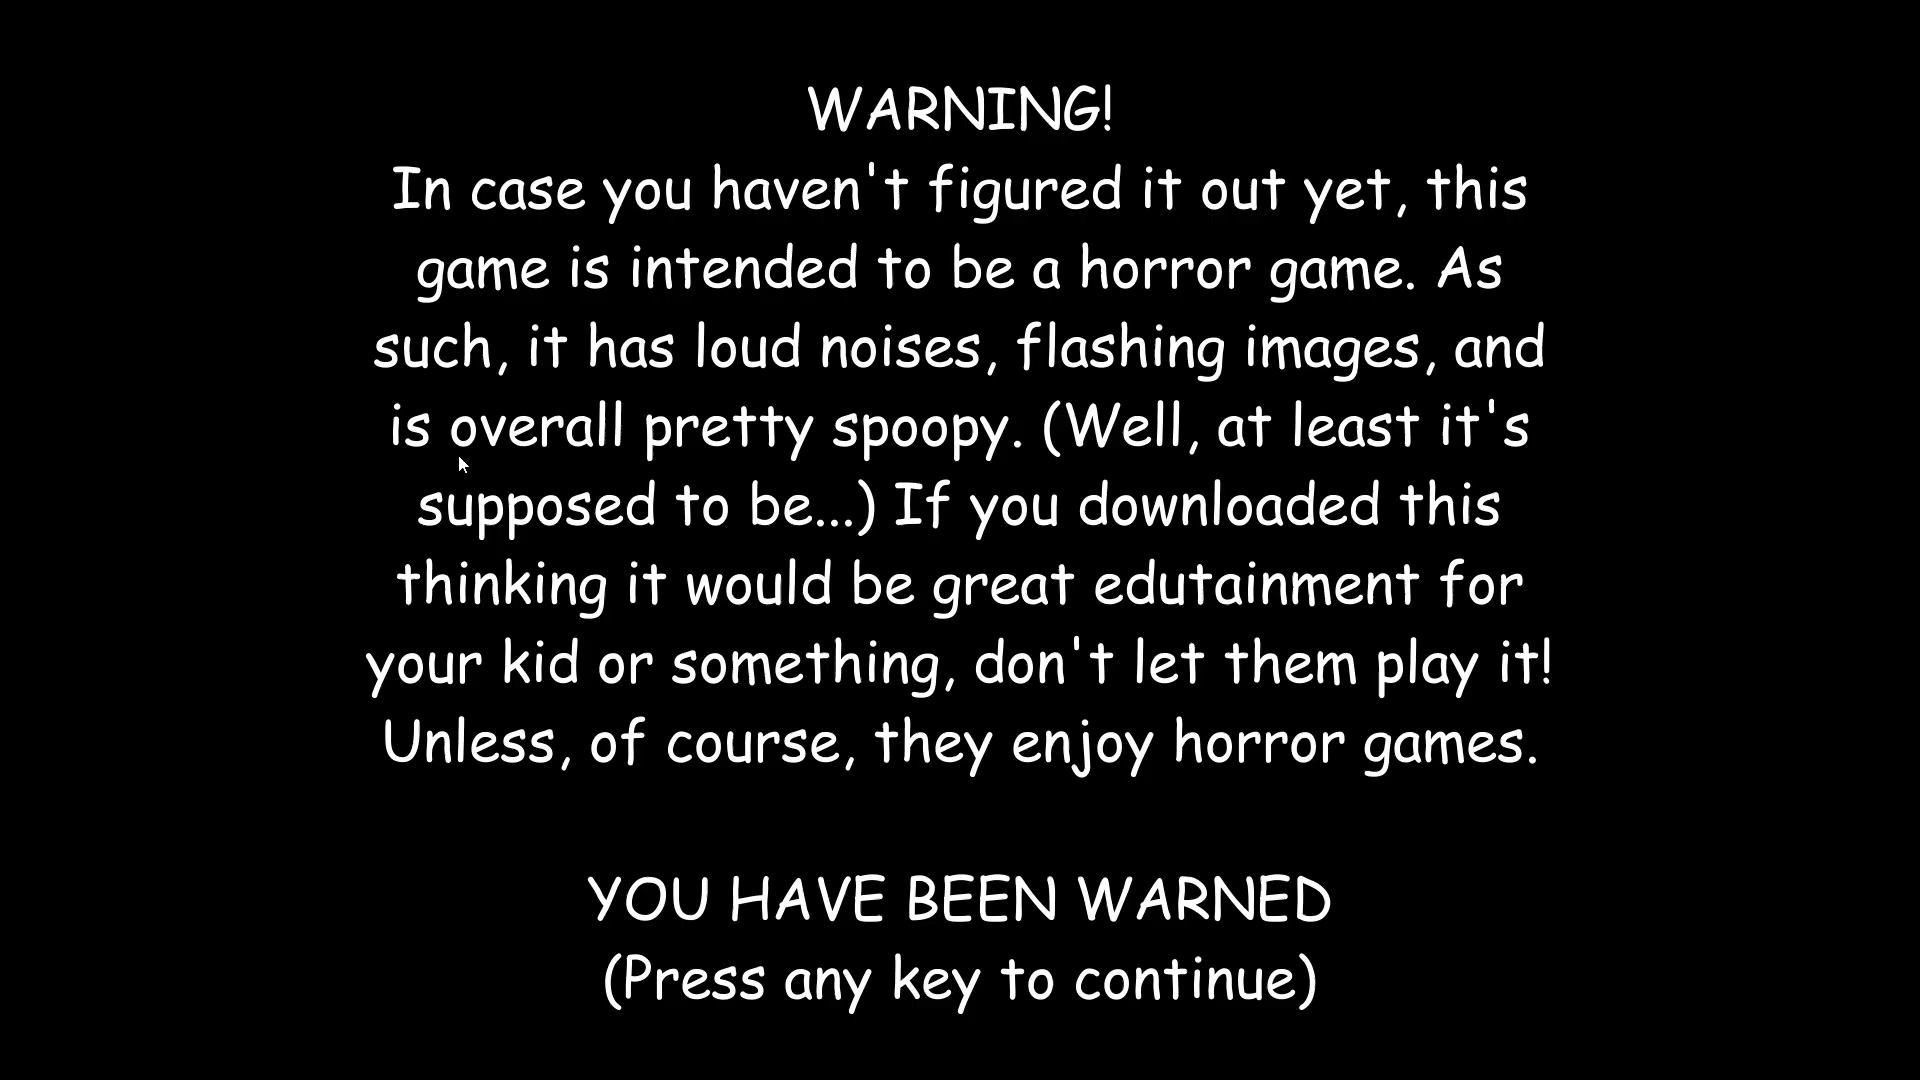 WARNING!
In case you haven't figured it out yet, this
game is intended to be a horror game. As
such, it has loud noises, flashing images, and
is overall pretty spoopy. (Well, at least it's
supposed to be...) If you downloaded this
thinking it would be great edutainment for
your kid or something, don't let them play it!
Unless, of course, they enjoy horror games.
YOU HAVE BEEN WARNED
(Press any key to continue)